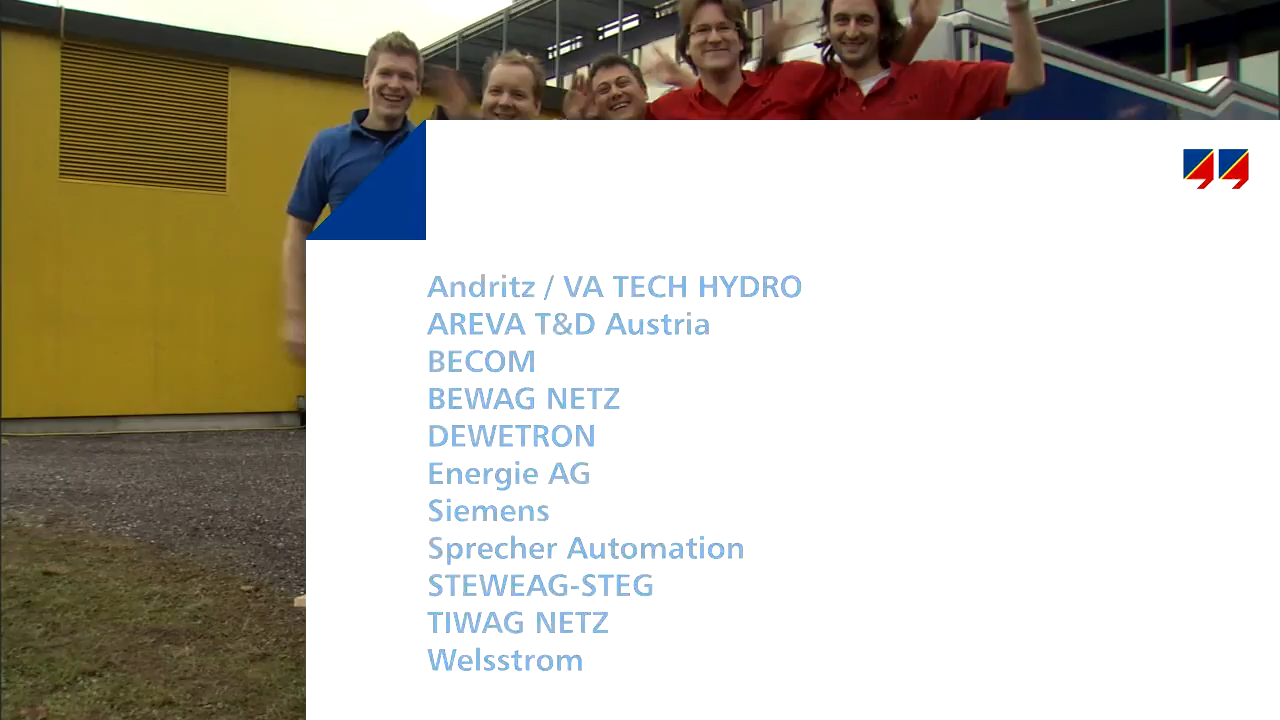 Andritz / VA TECH HYDRO
AREVA T&D Austria
BECOM
BEWAG NETZ
DEWETRON
Energie AG
Siemens
Sprecher Automation
STEWEAG-STEG
TIWAG NETZ
Welsstrom